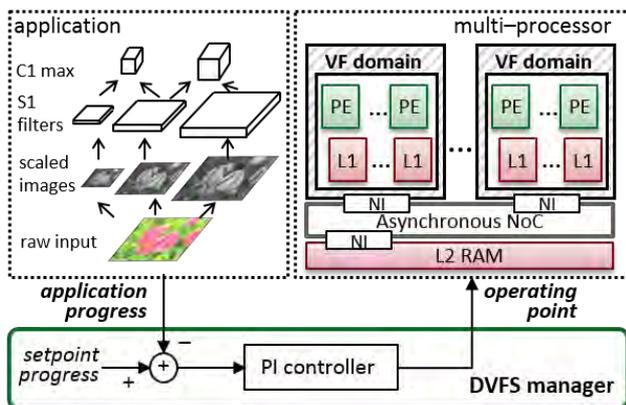 application
C1 max
S1
filters
scaled
images
raw input
multi–processor
VF domain
PE ... PE
L1 ... L1
...
VF domain
PE ... PE
L1 ... L1
NI
NI
Asynchronous NoC
NI
L2 RAM
application
progress
operating
point
setpoint
progress
+
+
–
PI controller
DVFS manager